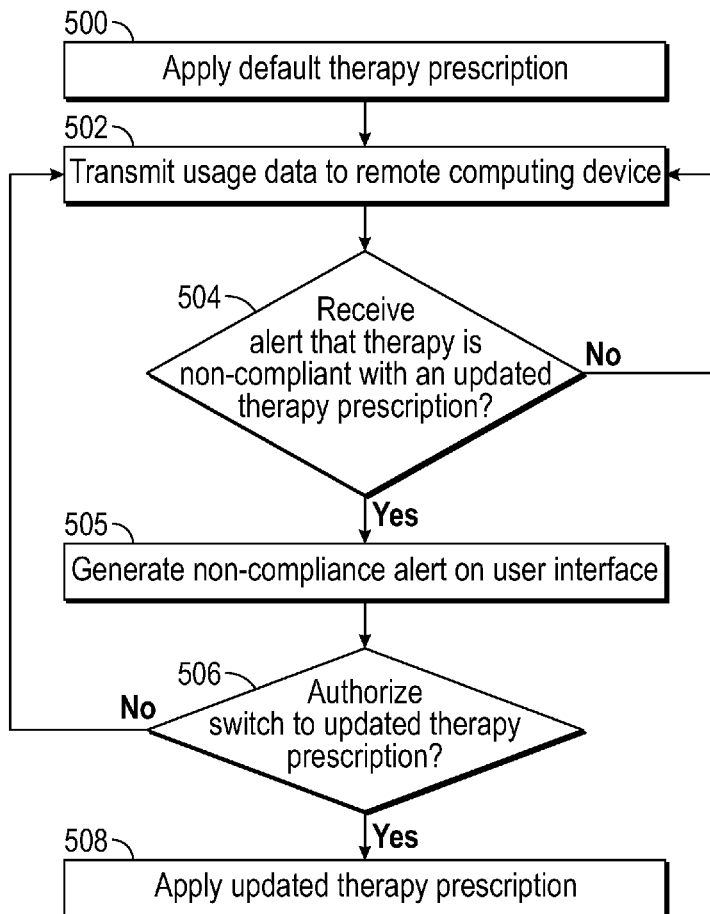 500
Apply default therapy prescription
502
Transmit usage data to remote computing device
504
Receive
alert that therapy is
non-compliant with an updated
therapy prescription?
No
Yes
505
Generate non-compliance alert on user interface
506
Authorize
switch to updated therapy
prescription?
No
Yes
508
Apply updated therapy prescription